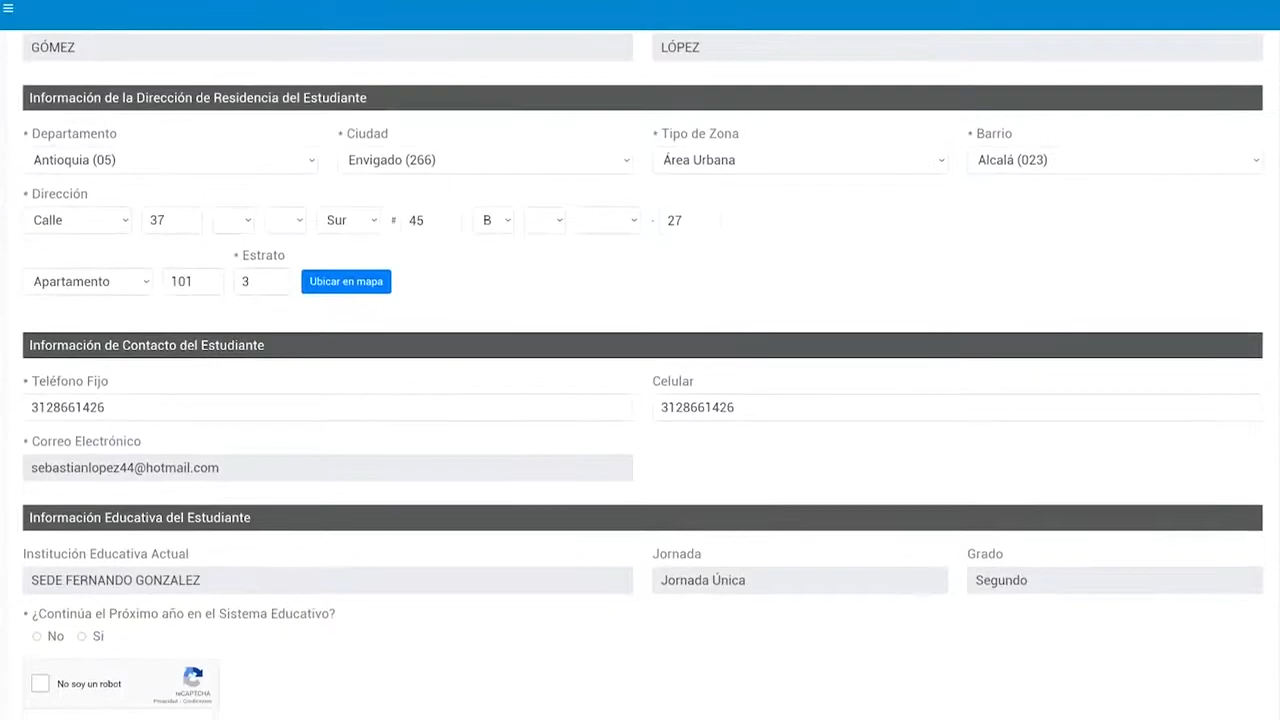 GÓMEZ LÓPEZ
Información de la Dirección de Residencia del Estudiante
* Departamento * Ciudad * Tipo de Zona * Barrio
Antioquia (05) Envigado (266) Área Urbana Alcalá (023)
* Dirección
Calle 37 Sur # 45 B - 27
* Estrato
Apartamento 101 3 Ubicar en mapa
Información de Contacto del Estudiante
* Teléfono Fijo Celular
3128661426 3128661426
* Correo Electrónico
sebastianlopez44@hotmail.com
Información Educativa del Estudiante
Institución Educativa Actual Jornada Grado
SEDE FERNANDO GONZALEZ Jornada Única Segundo
* ¿Continúa el Próximo año en el Sistema Educativo?
No Si
No soy un robot
reCAPTCHA
Privacidad - Condiciones